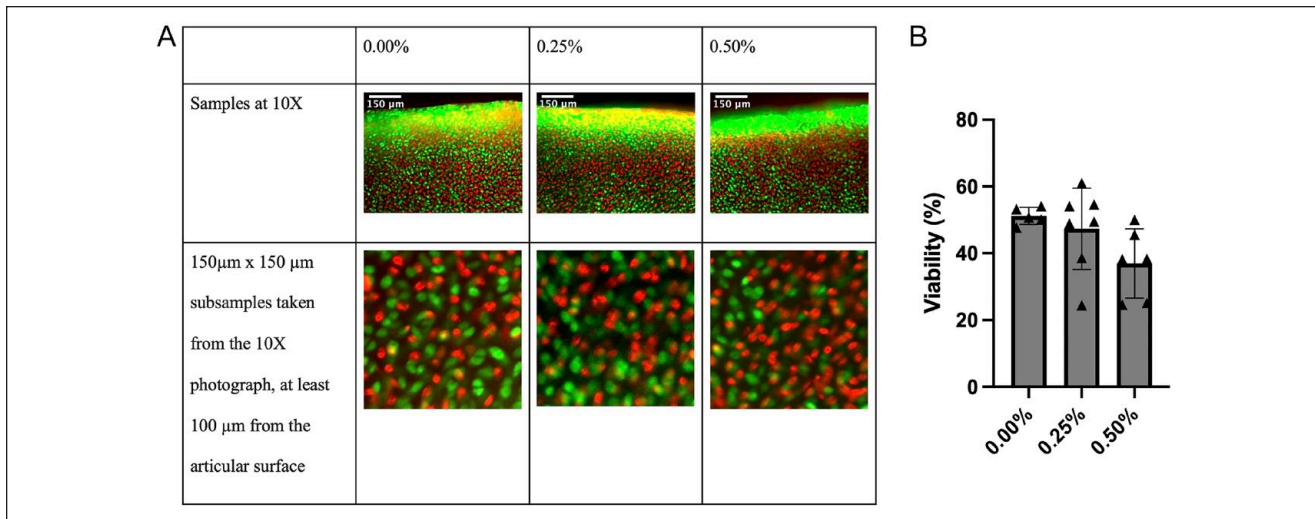 A
0.00%
0.25%
0.50%
Samples at 10X
150 µm
150 µm
150 µm
150µm x 150 µm
subsamples taken
from the 10X
photograph, at least
100 µm from the
articular surface
B
Viability (%)
80
60
40
20
0
0.00%
0.25%
0.50%